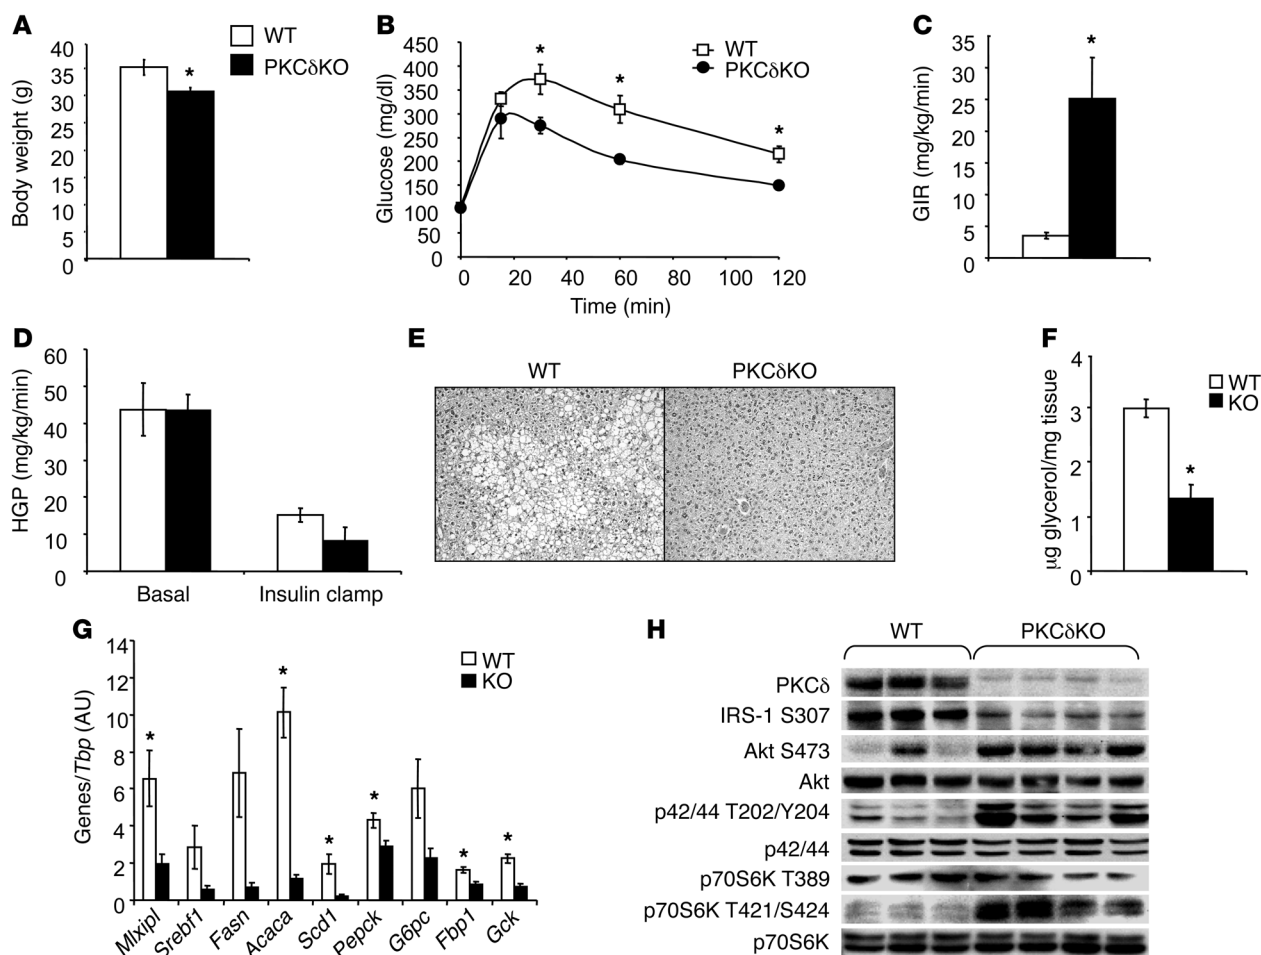 A
Body weight (g)
40
35
30
25
20
15
10
5
0
*
WT
PKCδKO
B
Glucose (mg/dl)
450
400
350
300
250
200
150
100
50
0
* * *
WT
PKCδKO
0 20 40 60 80 100 120
Time (min)
C
GIR (mg/kg/min)
35
30
25
20
15
10
5
0
*
D
HGP (mg/kg/min)
60
50
40
30
20
10
0
Basal Insulin clamp
E
WT PKCδKO
F
µg glycerol/mg tissue
4
3
2
1
0
*
WT
KO
G
Genes/Tbp (AU)
14
12
10
8
6
4
2
0
* * * * * *
WT
KO
Mlxipl Srebf1 Fasn Acaca Scd1 Pepck G6pc Fbp1 Gck
H
WT PKCδKO
PKCδ
IRS-1 S307
Akt S473
Akt
p42/44 T202/Y204
p42/44
p70S6K T389
p70S6K T421/S424
p70S6K